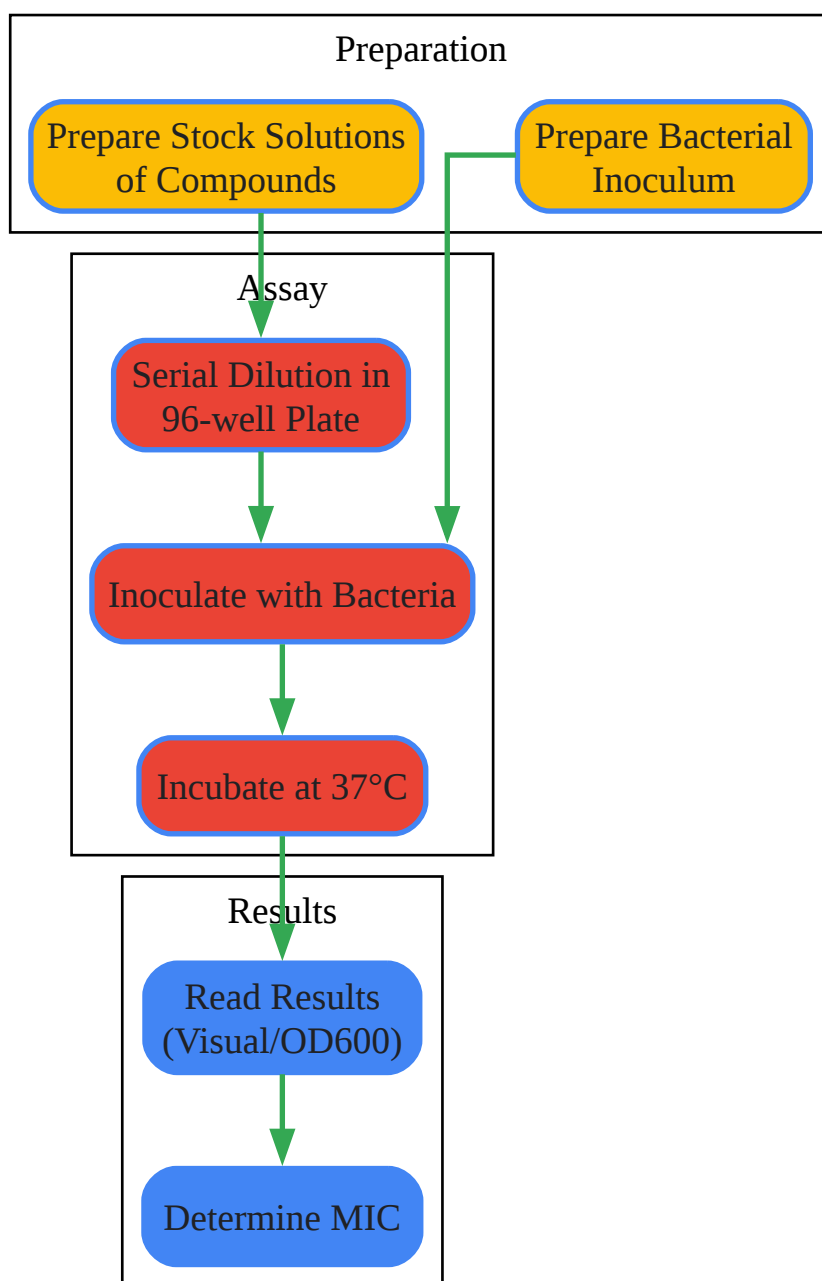 Preparation
Prepare Stock Solutions
of Compounds
Prepare Bacterial
Inoculum
Assay
Serial Dilution in
96-well Plate
Inoculate with Bacteria
Incubate at 37°C
Results
Read Results
(Visual/OD600)
Determine MIC